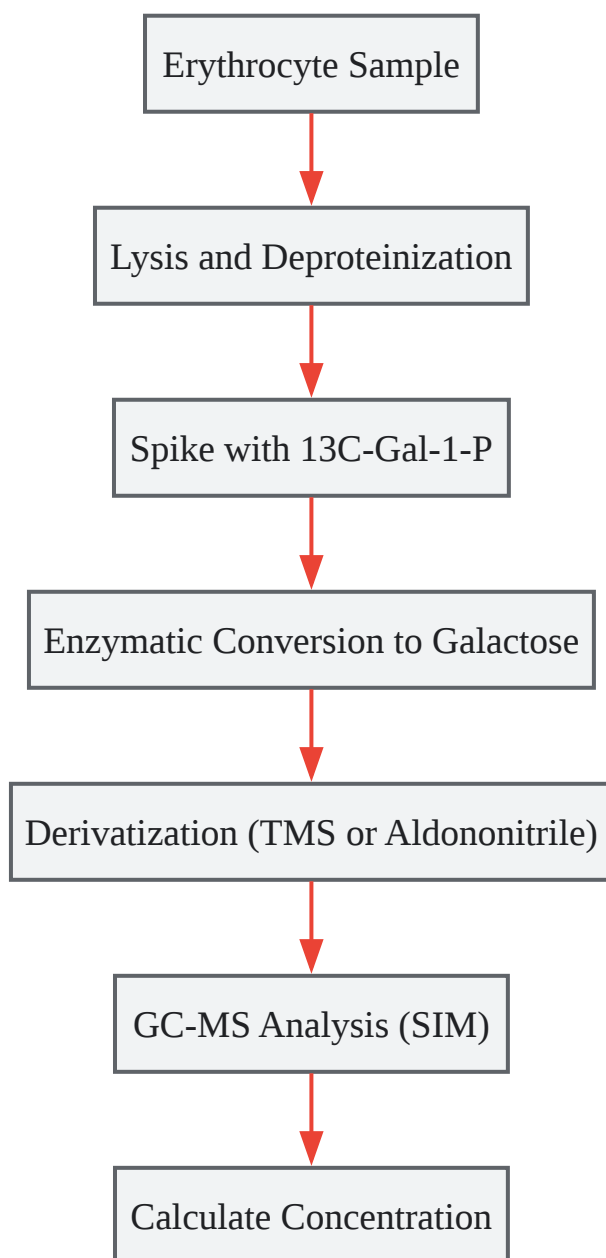 Erythrocyte Sample
Lysis and Deproteinization
Spike with 13C-Gal-1-P
Enzymatic Conversion to Galactose
Derivatization (TMS or Aldononitrile)
GC-MS Analysis (SIM)
Calculate Concentration